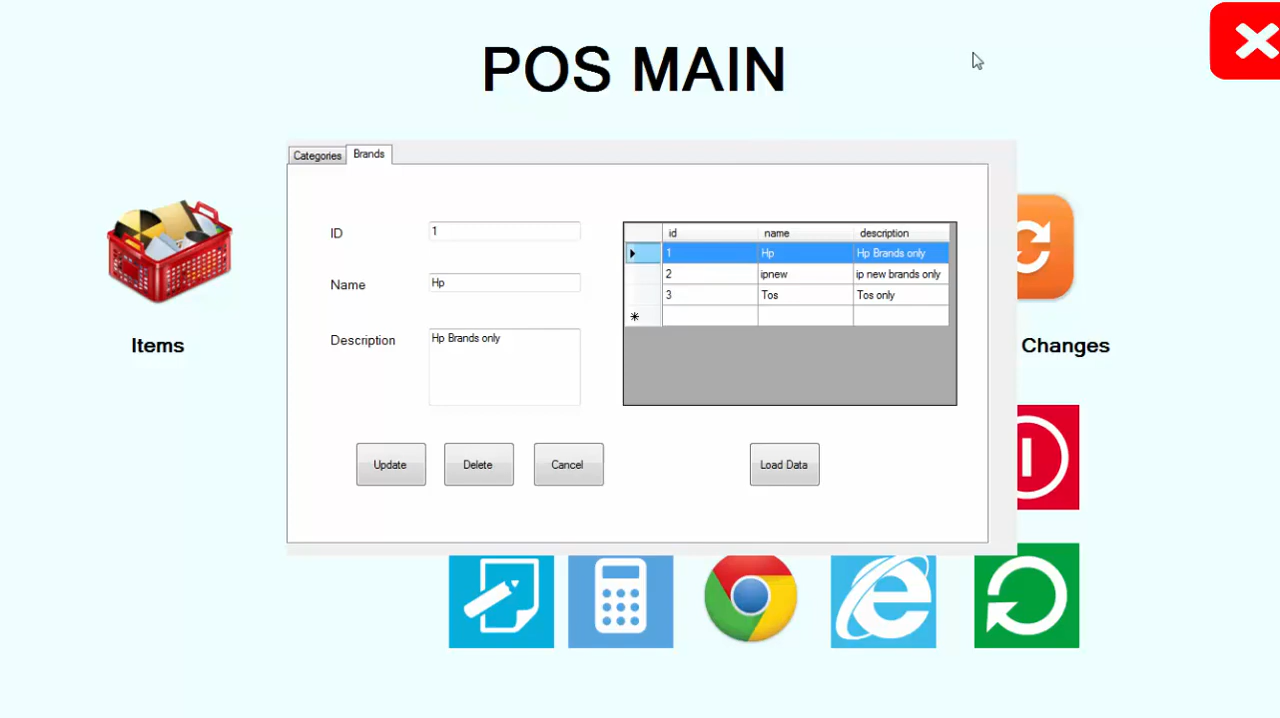 POS MAIN
Categories Brands
ID 1
Name Hp
Description Hp Brands only
id name description
1 Hp Hp Brands only
2 ipnew ip new brands only
3 Tos Tos only
Update Delete Cancel Load Data
Items
Changes